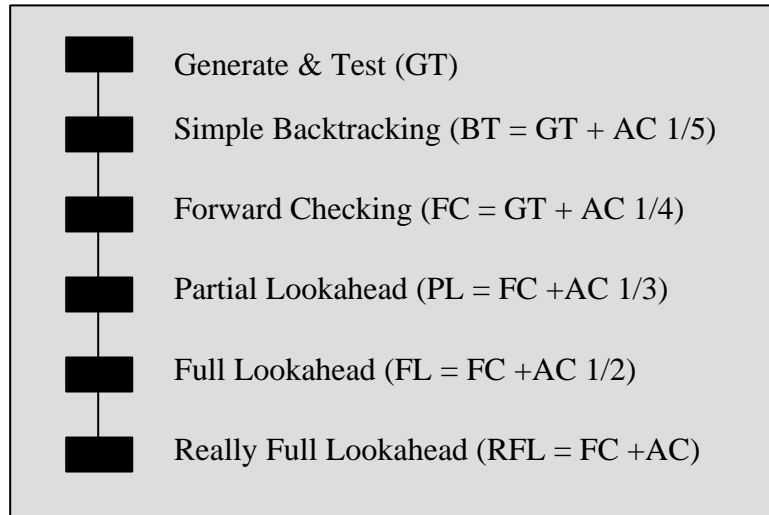 Generate & Test (GT)
Simple Backtracking (BT = GT + AC 1/5)
Forward Checking (FC = GT + AC 1/4)
Partial Lookahead (PL = FC +AC 1/3)
Full Lookahead (FL = FC +AC 1/2)
Really Full Lookahead (RFL = FC +AC)